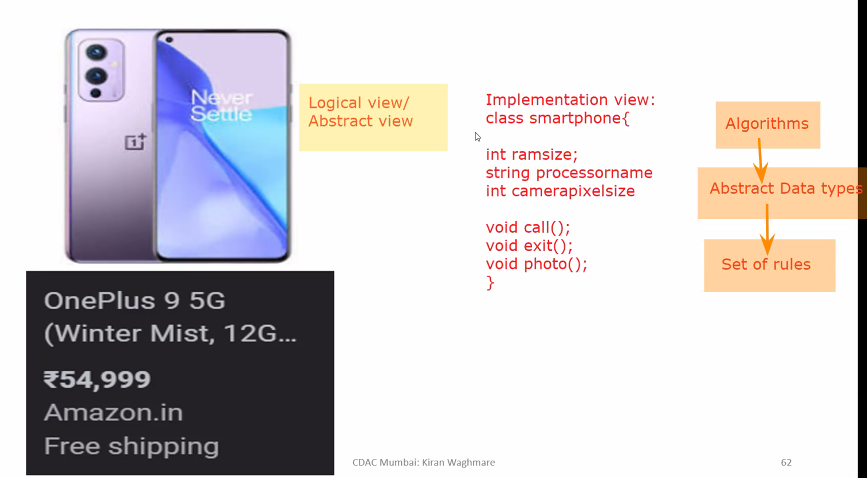 Never
Settle
1+
Logical view/
Abstract view
OnePlus 9 5G
(Winter Mist, 12G...
₹54,999
Amazon.in
Free shipping
Implementation view:
class smartphone{
int ramsize;
string processorname
int camerapixelsize
void call();
void exit();
void photo();
}
Algorithms
Abstract Data types
Set of rules
CDAC Mumbai: Kiran Waghmare
62